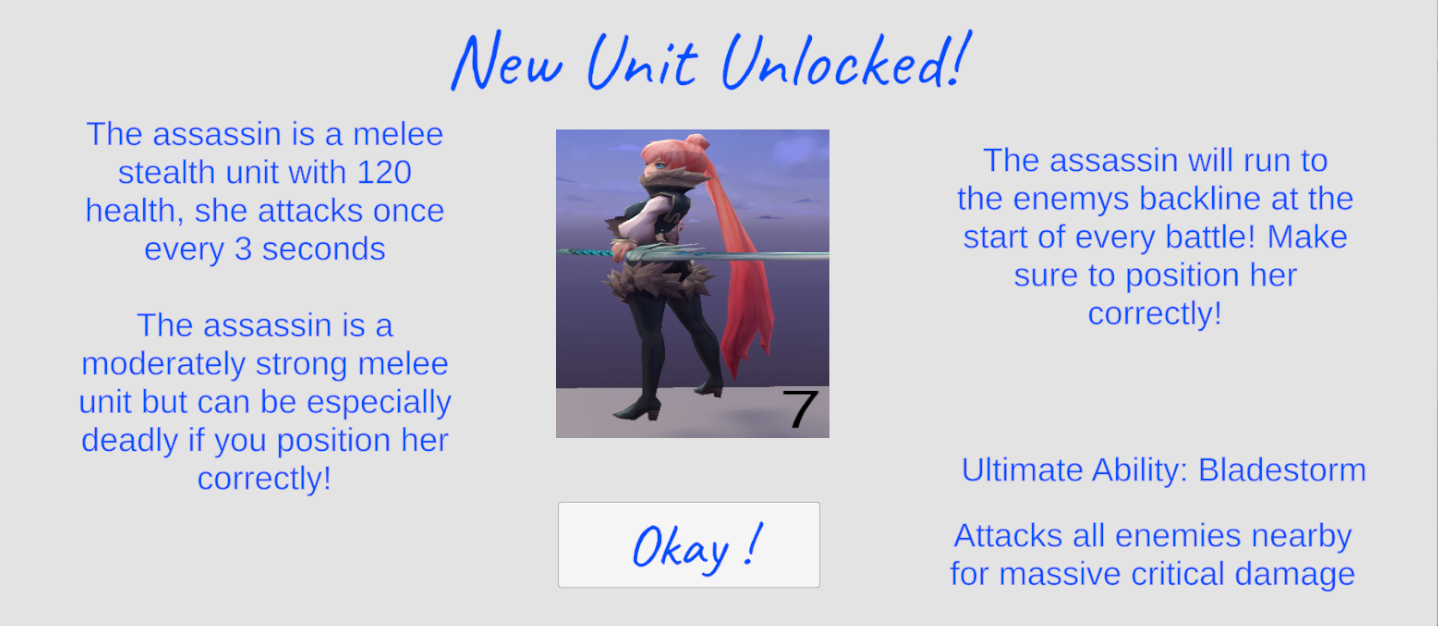 New Unit Unlocked!
The assassin is a melee
stealth unit with 120
health, she attacks once
every 3 seconds
The assassin is a
moderately strong melee
unit but can be especially
deadly if you position her
correctly!
7
Okay !
The assassin will run to
the enemys backline at the
start of every battle! Make
sure to position her
correctly!
Ultimate Ability: Bladestorm
Attacks all enemies nearby
for massive critical damage